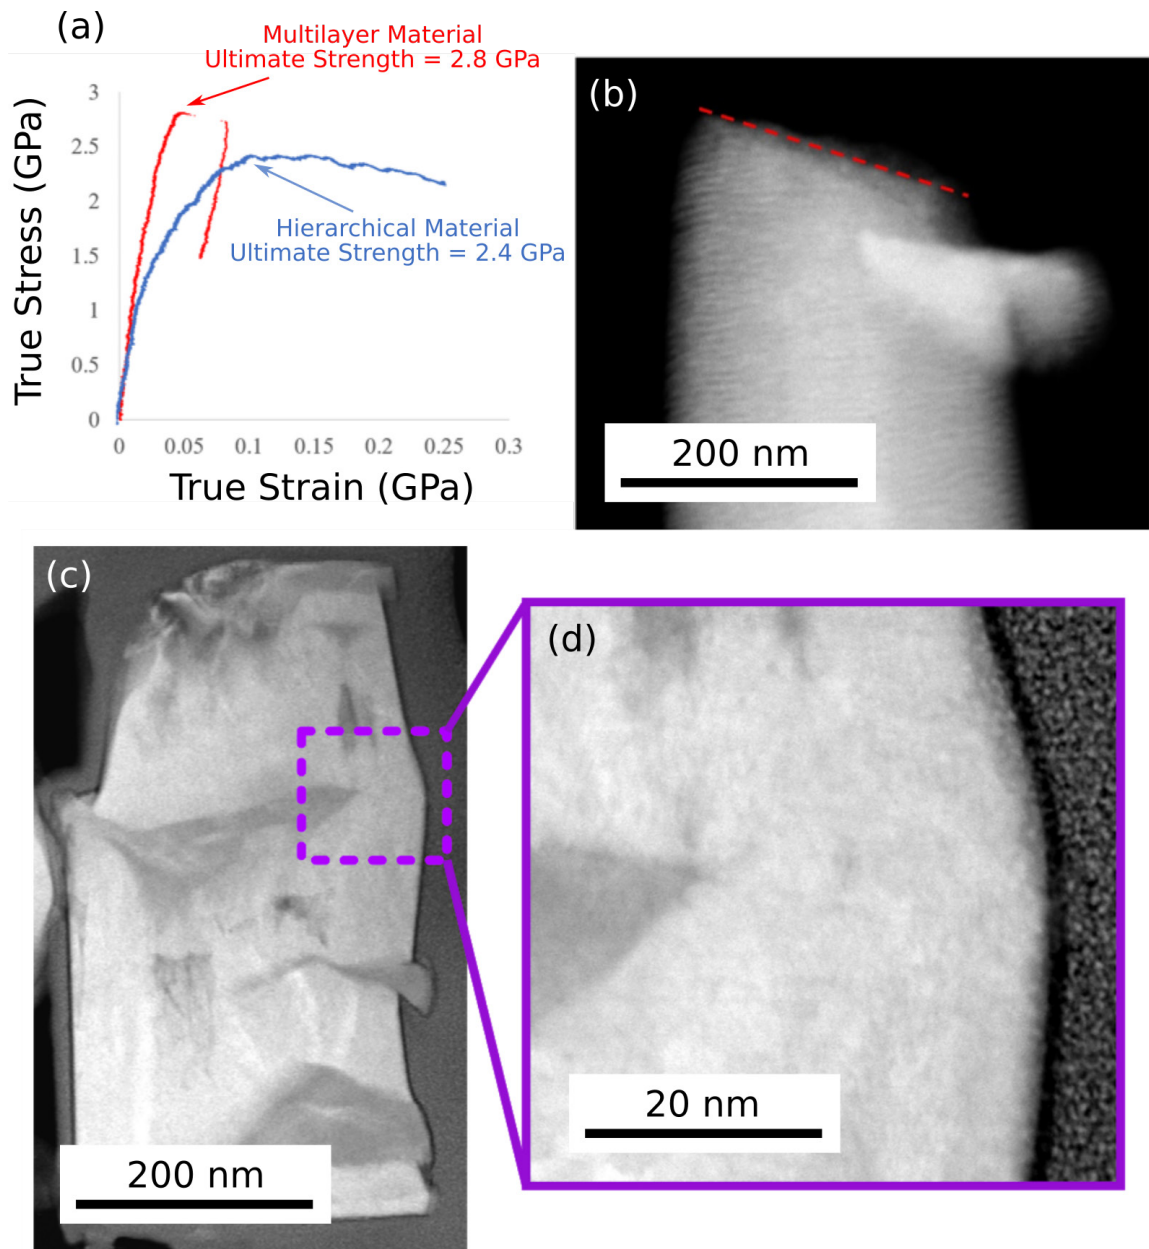 (a)
Multilayer Material
Ultimate Strength = 2.8 GPa
3
2.5
2
1.5
1
0.5
0
True Stress (GPa)
Hierarchical Material
Ultimate Strength = 2.4 GPa
0 0.05 0.1 0.15 0.2 0.25 0.3
True Strain (GPa)
(b)
200 nm
(c)
200 nm
(d)
20 nm